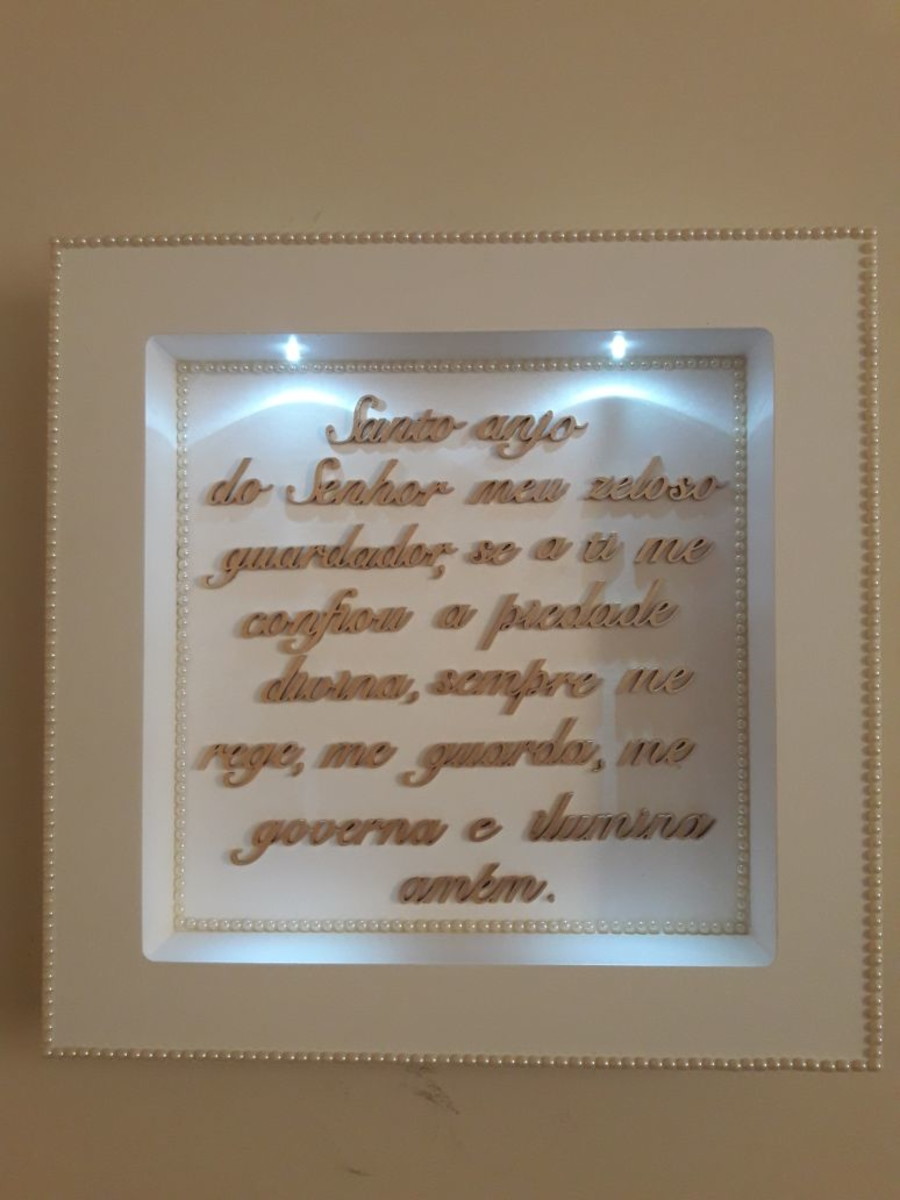 Santo anjo
do Senhor meu zeloso
guardador, se a ti me
confiou a piedade
divina, sempre me
rege, me guarda, me
governa e ilumina
amém.